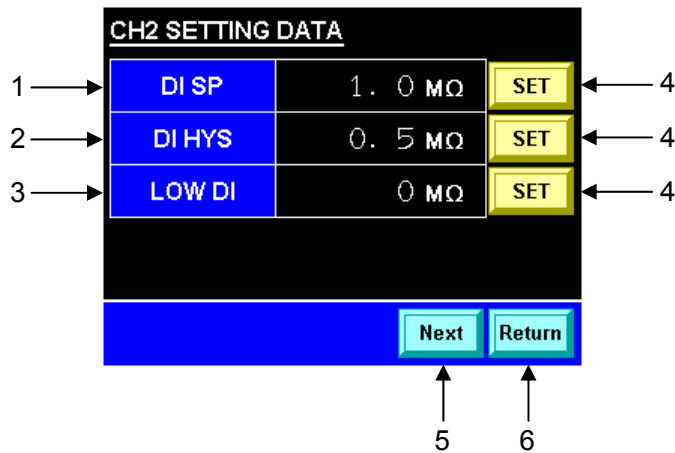 CH2 SETTING DATA
1 DI SP 1. 0 MΩ SET 4
2 DI HYS 0. 5 MΩ SET 4
3 LOW DI 0 MΩ SET 4
Next Return
5 6